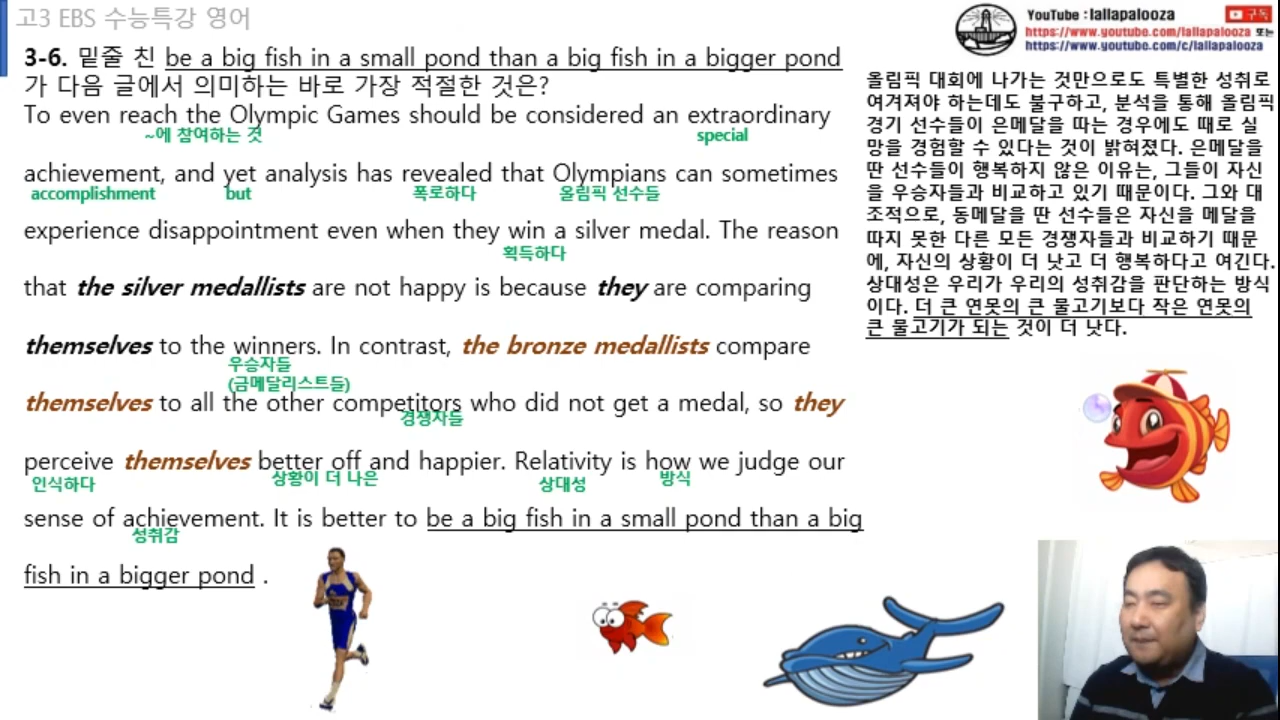 고3 EBS 수능특강 영어
YouTube : lallapalooza
구독
https://www.youtube.com/lallapalooza 또는
https://www.youtube.com/c/lallapalooza
3-6. 밑줄 친 be a big fish in a small pond than a big fish in a bigger pond
가 다음 글에서 의미하는 바로 가장 적절한 것은?
To even reach the Olympic Games should be considered an extraordinary
~에 참여하는 것 special
achievement, and yet analysis has revealed that Olympians can sometimes
accomplishment but 폭로하다 올림픽 선수들
experience disappointment even when they win a silver medal. The reason
획득하다
that the silver medallists are not happy is because they are comparing
themselves to the winners. In contrast, the bronze medallists compare
우승자들
(금메달리스트들)
themselves to all the other competitors who did not get a medal, so they
경쟁자들
perceive themselves better off and happier. Relativity is how we judge our
인식하다 상황이 더 나은 상대성 방식
sense of achievement. It is better to be a big fish in a small pond than a big
성취감
fish in a bigger pond .
올림픽 대회에 나가는 것만으로도 특별한 성취로
여겨져야 하는데도 불구하고, 분석을 통해 올림픽
경기 선수들이 은메달을 따는 경우에도 때로 실
망을 경험할 수 있다는 것이 밝혀졌다. 은메달을
딴 선수들이 행복하지 않은 이유는, 그들이 자신
을 우승자들과 비교하고 있기 때문이다. 그와 대
조적으로, 동메달을 딴 선수들은 자신을 메달을
따지 못한 다른 모든 경쟁자들과 비교하기 때문
에, 자신의 상황이 더 낫고 더 행복하다고 여긴다.
상대성은 우리가 우리의 성취감을 판단하는 방식
이다. 더 큰 연못의 큰 물고기보다 작은 연못의
큰 물고기가 되는 것이 더 낫다.